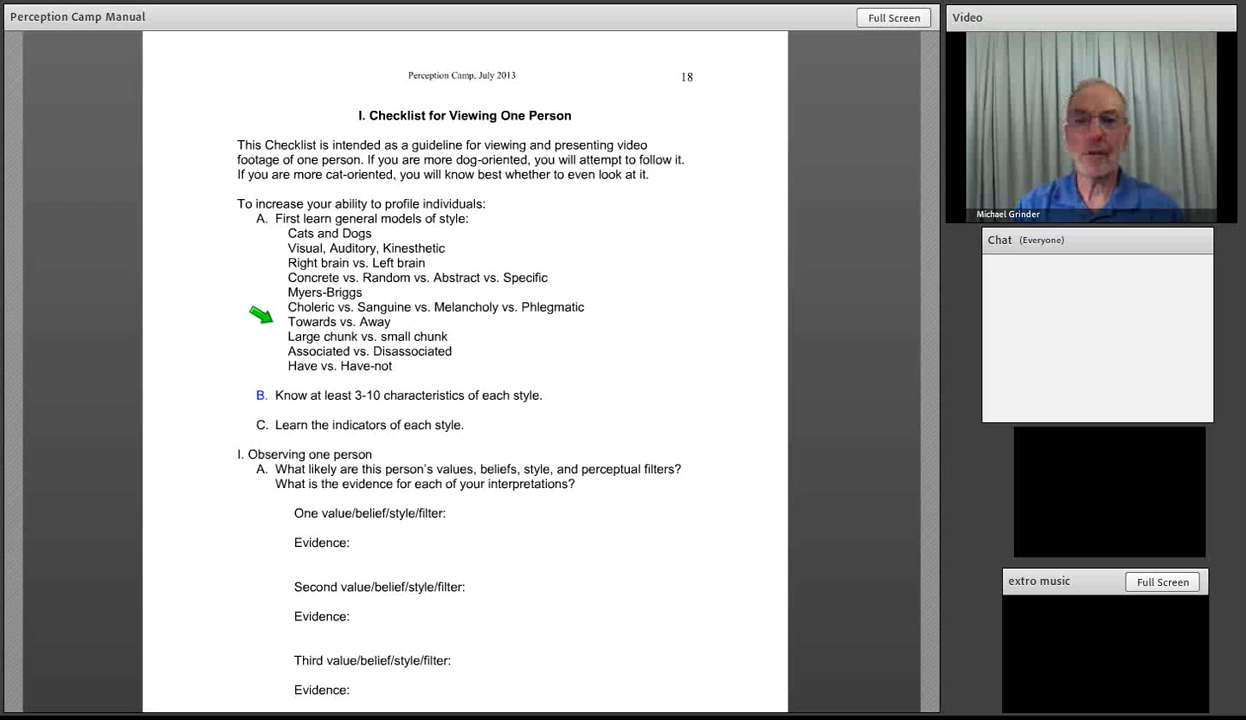 Perception Camp Manual
Full Screen
Perception Camp, July 2013
18
I. Checklist for Viewing One Person
This Checklist is intended as a guideline for viewing and presenting video
footage of one person. If you are more dog-oriented, you will attempt to follow it.
If you are more cat-oriented, you will know best whether to even look at it.
To increase your ability to profile individuals:
A. First learn general models of style:
Cats and Dogs
Visual, Auditory, Kinesthetic
Right brain vs. Left brain
Concrete vs. Random vs. Abstract vs. Specific
Myers-Briggs
Choleric vs. Sanguine vs. Melancholy vs. Phlegmatic
Towards vs. Away
Large chunk vs. small chunk
Associated vs. Disassociated
Have vs. Have-not
B. Know at least 3-10 characteristics of each style.
C. Learn the indicators of each style.
I. Observing one person
A. What likely are this person's values, beliefs, style, and perceptual filters?
What is the evidence for each of your interpretations?
One value/belief/style/filter:
Evidence:
Second value/belief/style/filter:
Evidence:
Third value/belief/style/filter:
Evidence:
Video
Michael Grinder
Chat (Everyone)
extro music
Full Screen